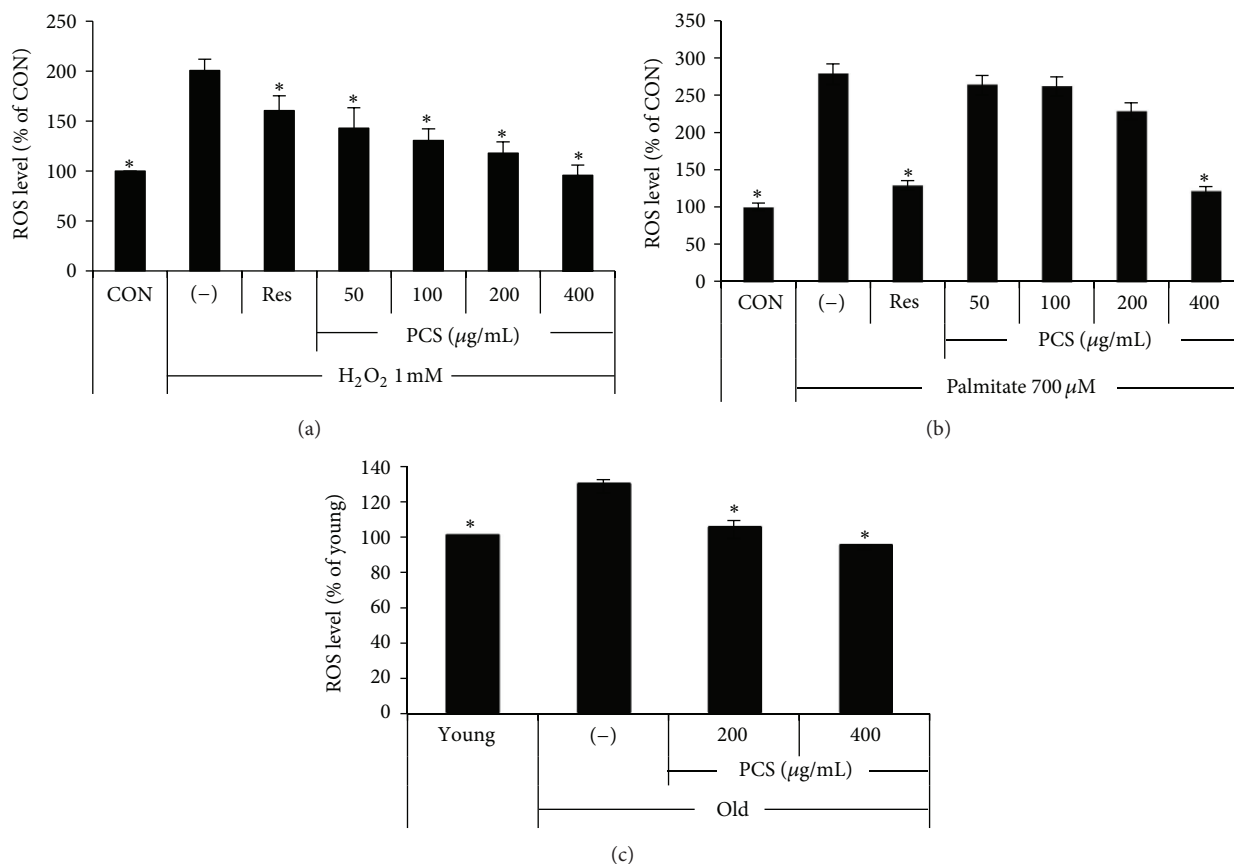 ROS level (% of CON)
250
200
150
100
50
0
* * * * * *
CON (−) Res 50 100 200 400
PCS (μg/mL)
H₂O₂ 1 mM
(a)
ROS level (% of CON)
350
300
250
200
150
100
50
0
* * *
CON (−) Res 50 100 200 400
PCS (μg/mL)
Palmitate 700 μM
(b)
ROS level (% of young)
140
120
100
80
60
40
20
0
* * *
Young (−) 200 400
PCS (μg/mL)
Old
(c)